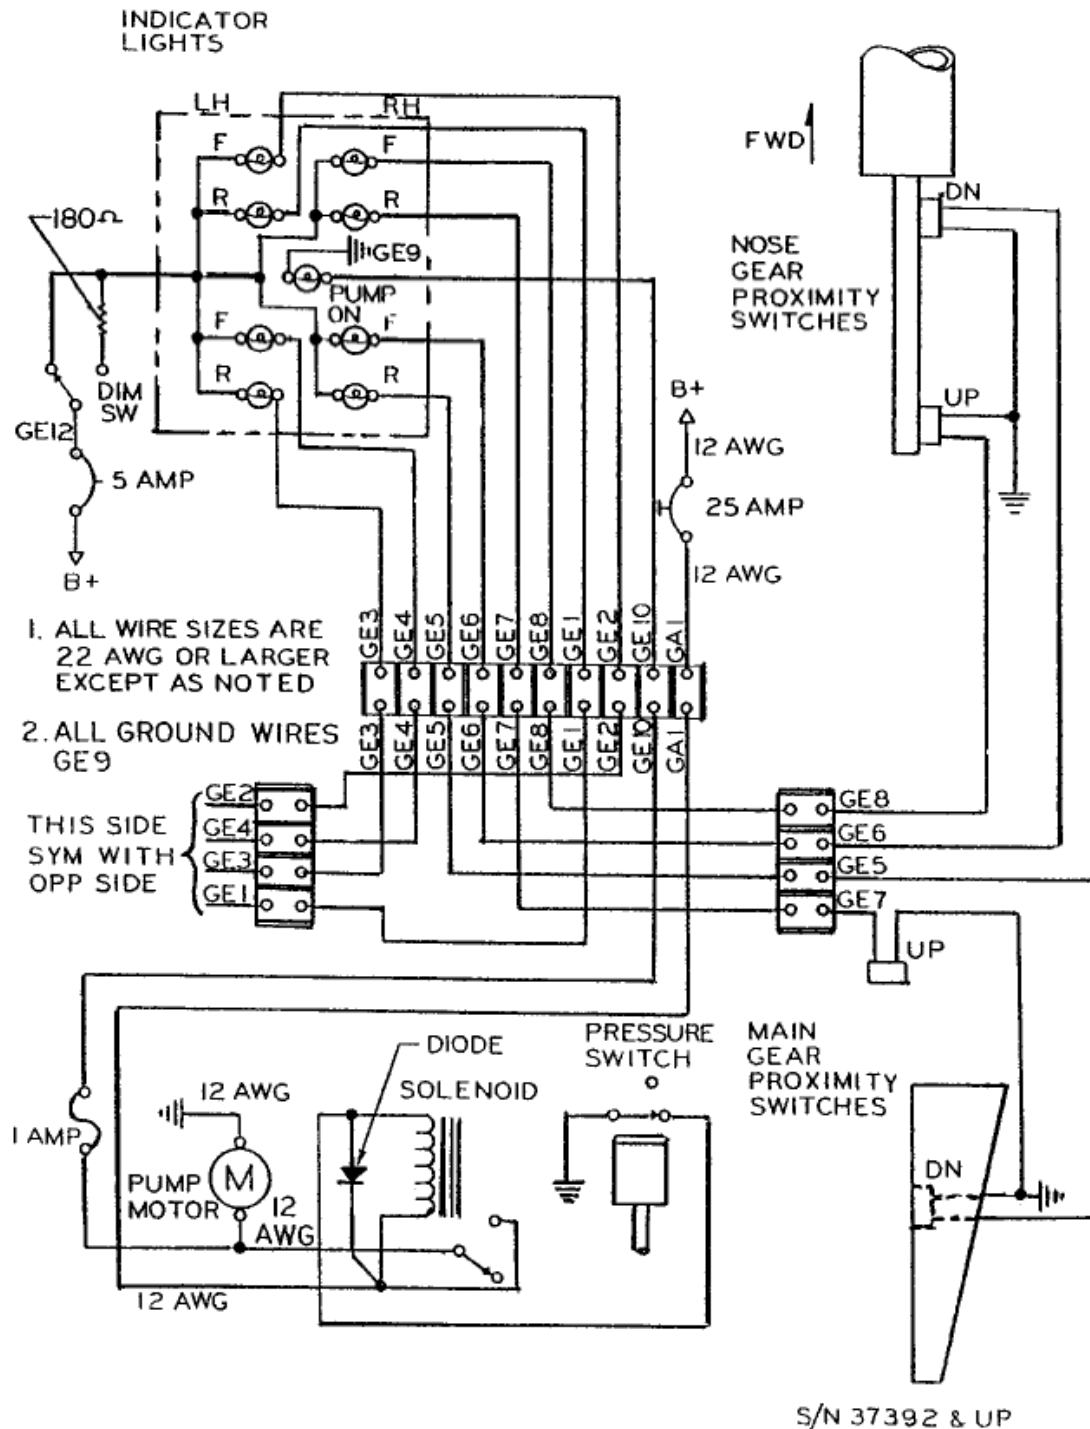 INDICATOR
LIGHTS
LH
RH
F
F
R
R
180Ω
GE9
PUMP
ON
F
F
R
R
DIM
SW
GE12
5 AMP
B+
B+
12 AWG
25 AMP
12 AWG
FWD
DN
NOSE
GEAR
PROXIMITY
SWITCHES
UP
1. ALL WIRE SIZES ARE
22 AWG OR LARGER
EXCEPT AS NOTED
2. ALL GROUND WIRES
GE9
GE3 GE4 GE5 GE6 GE7 GE8 GE1 GE2 GE10 GA1
GE3 GE4 GE5 GE6 GE7 GE8 GE1 GE2 GE10 GA1
THIS SIDE
SYM WITH
OPP SIDE
GE2
GE4
GE3
GE1
GE8
GE6
GE5
GE7
UP
1 AMP
12 AWG
PUMP
MOTOR
M
12
AWG
12 AWG
DIODE
SOLENOID
PRESSURE
SWITCH
MAIN
GEAR
PROXIMITY
SWITCHES
DN
S/N 37392 & UP